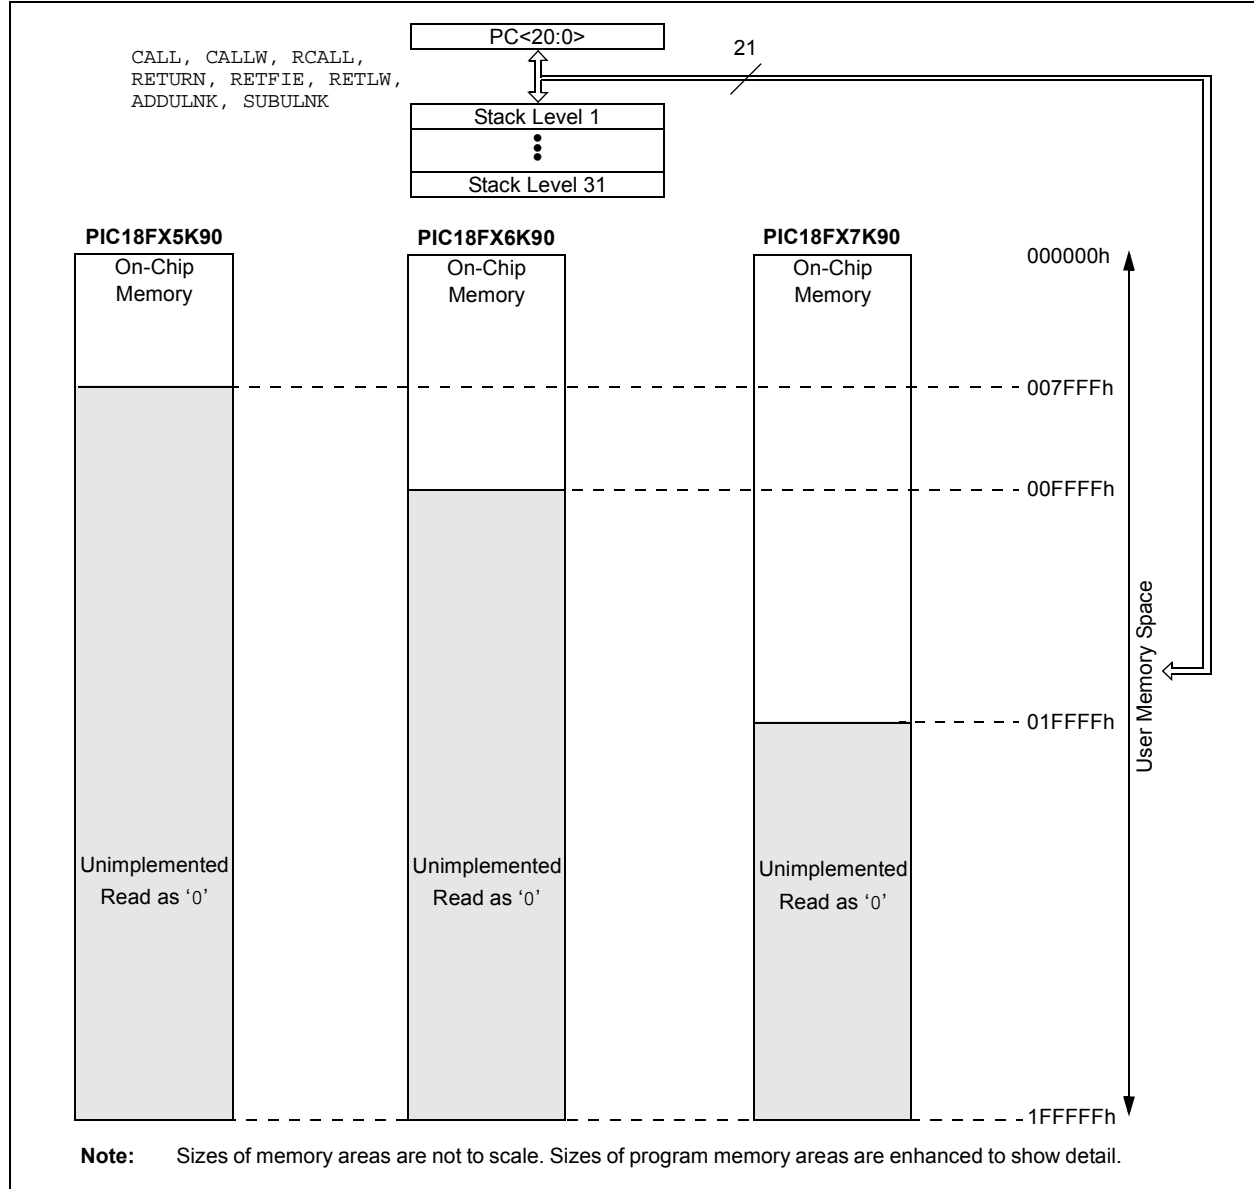 PC<20:0>
21
CALL, CALLW, RCALL,
RETURN, RETFIE, RETLW,
ADDULNK, SUBULNK
Stack Level 1
Stack Level 31
PIC18FX5K90
PIC18FX6K90
PIC18FX7K90
On-Chip
Memory
On-Chip
Memory
On-Chip
Memory
000000h
007FFFh
00FFFFh
01FFFFh
User Memory Space
Unimplemented
Read as ‘0’
Unimplemented
Read as ‘0’
Unimplemented
Read as ‘0’
1FFFFFh
Note: Sizes of memory areas are not to scale. Sizes of program memory areas are enhanced to show detail.